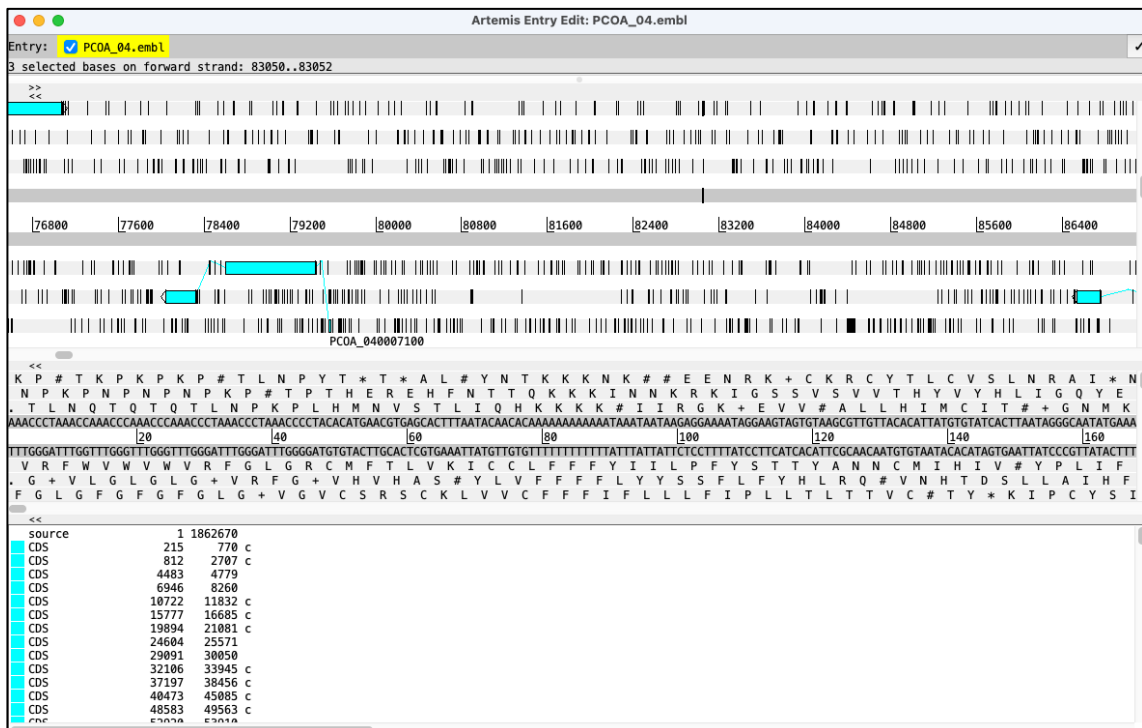 Artemis Entry Edit: PCOA_04.embl
Entry: PCOA_04.embl
3 selected bases on forward strand: 83050..83052
>>
<<
76800 77600 78400 79200 80000 80800 81600 82400 83200 84000 84800 85600 86400
PCOA_040007100
<<
K P # T K P K P K P # T L N P Y T * T * A L # Y N T K K K N K # # E E N R K + C K R C Y T L C V S L N R A I * N
N P K P N P N P N P K P # T P T H E R E H F N T T Q K K K I N N K R K I G S S V S V V T H Y V Y H L I G Q Y E
. T L N Q T Q T Q T L N P K P L H M N V S T L I Q H K K K K # I I R G K + E V V # A L L H I M C I T # + G N M K
20 40 60 80 100 120 140 160
V R F W V W V W V R F G L G R C M F T L V K I C C L F F F Y I I L P F Y S T T Y A N N C M I H I V # Y P L I F
. G + V L G L G L G + V R F G + V H V H A S # Y L V F F F F L Y Y S S F L F Y H L R Q # V N H T D S L L A I H F
F G L G F G F G F G L G + V G V C S R S C K L V V C F F F I F L L L F I P L L T L T T V C # T Y * K I P C Y S I
<<
source 1 1862670
CDS 215 770 c
CDS 812 2707 c
CDS 4483 4779
CDS 6946 8260
CDS 10722 11832 c
CDS 15777 16685 c
CDS 19894 21081 c
CDS 24604 25571
CDS 29091 30050
CDS 32106 33945 c
CDS 37197 38456 c
CDS 40473 45085 c
CDS 48583 49563 c
CDS 52920 53910